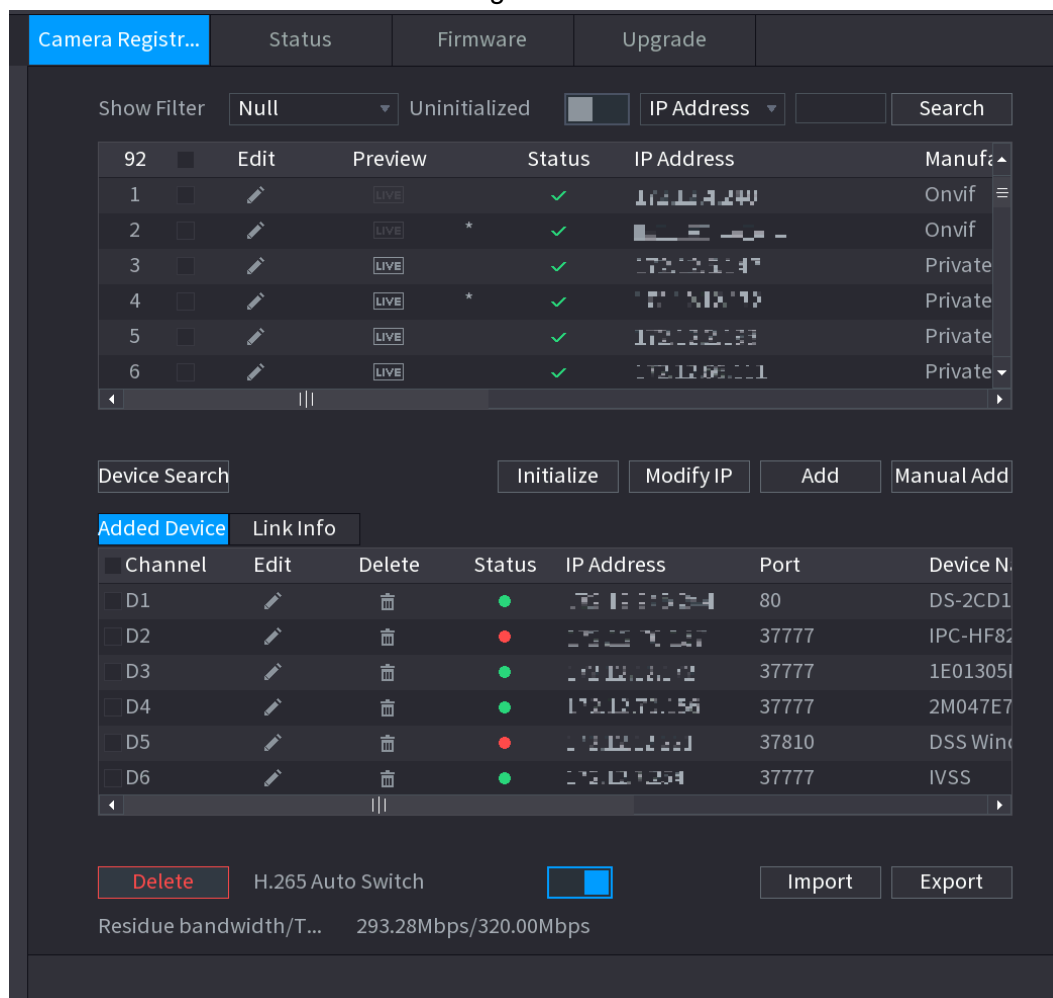 Camera Registr... Status Firmware Upgrade
Show Filter Null Uninitialized IP Address Search
92 Edit Preview Status IP Address Manufa
1 LIVE Onvif
2 LIVE * Onvif
3 LIVE Private
4 LIVE * Private
5 LIVE Private
6 LIVE Private
Device Search Initialize Modify IP Add Manual Add
Added Device Link Info
Channel Edit Delete Status IP Address Port Device N
D1 80 DS-2CD1
D2 37777 IPC-HF82
D3 37777 1E01305
D4 37777 2M047E7
D5 37810 DSS Win
D6 37777 IVSS
Delete H.265 Auto Switch Import Export
Residue bandwidth/T... 293.28Mbps/320.00Mbps